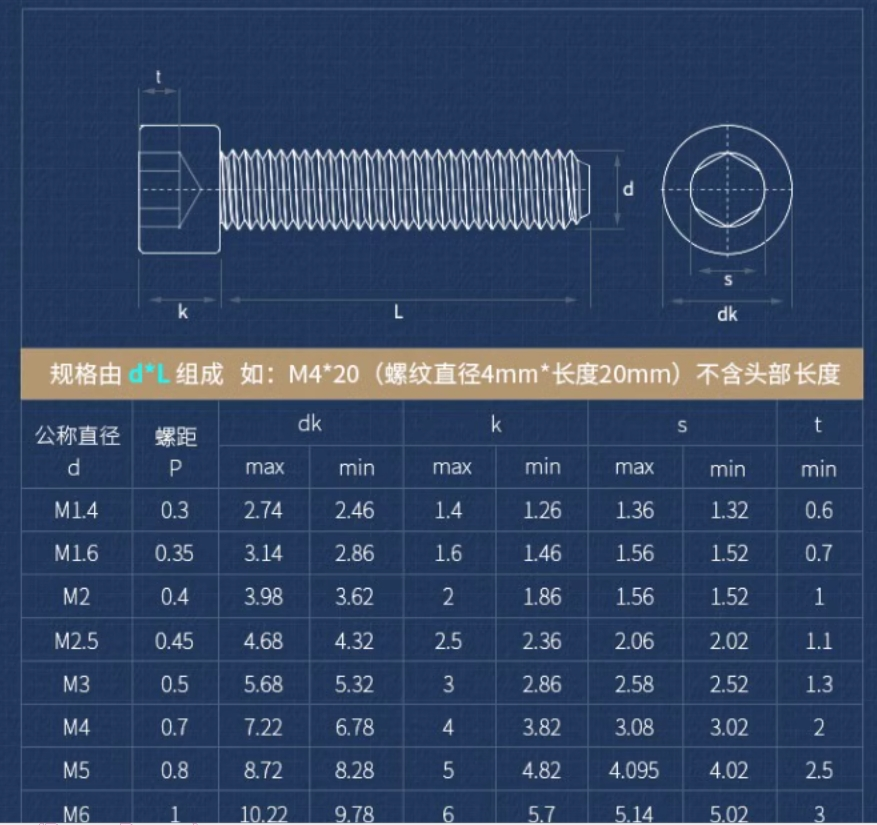 t
d
s
k
L
dk
规格由 d*L 组成 如：M4*20（螺纹直径4mm*长度20mm）不含头部长度
公称直径 d 螺距 P dk k s t
max min max min max min min
M1.4 0.3 2.74 2.46 1.4 1.26 1.36 1.32 0.6
M1.6 0.35 3.14 2.86 1.6 1.46 1.56 1.52 0.7
M2 0.4 3.98 3.62 2 1.86 1.56 1.52 1
M2.5 0.45 4.68 4.32 2.5 2.36 2.06 2.02 1.1
M3 0.5 5.68 5.32 3 2.86 2.58 2.52 1.3
M4 0.7 7.22 6.78 4 3.82 3.08 3.02 2
M5 0.8 8.72 8.28 5 4.82 4.095 4.02 2.5
M6 1 10.22 9.78 6 5.7 5.14 5.02 3